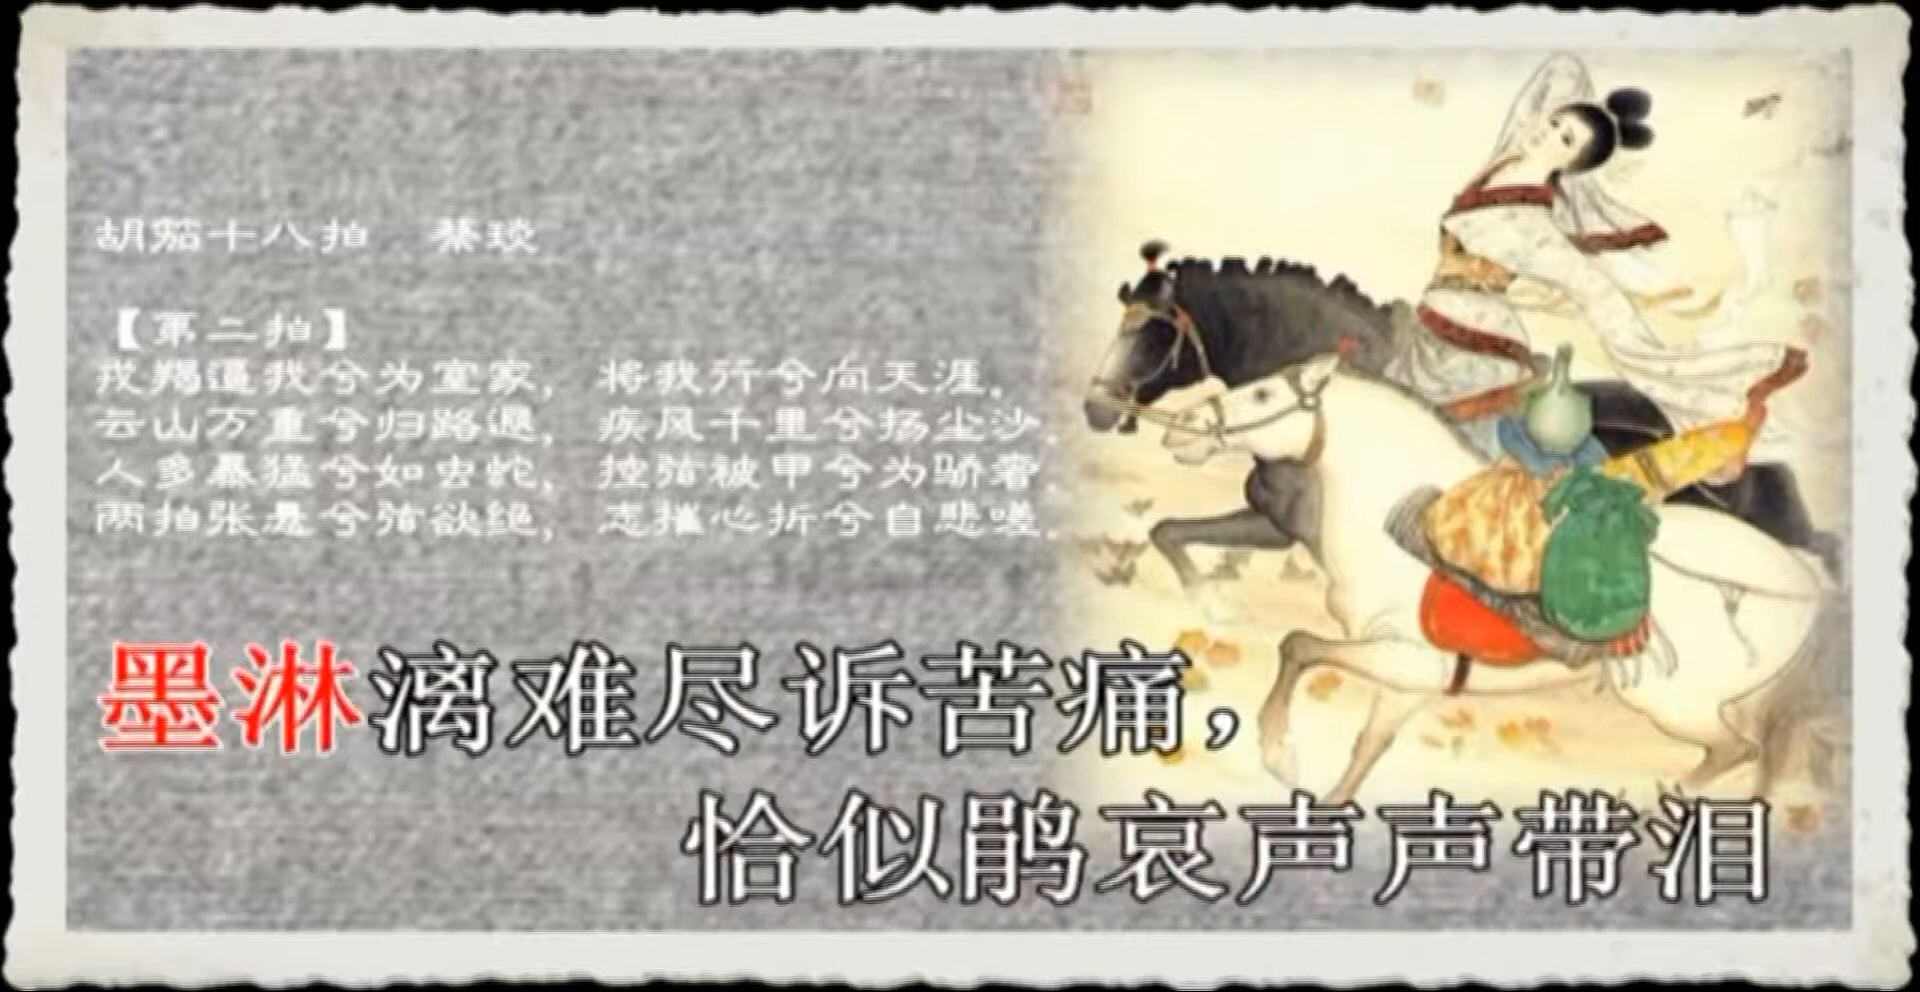 胡茄十八拍 蔡琰
【第二拍】
戎羯逼我兮为室家，将我行兮向天涯。
云山万重兮归路遐，疾风千里兮扬尘沙。
人多暴猛兮如虫蛇，控弦被甲兮为骄奢。
两拍张悬兮弦欲绝，志摧心折兮自悲嗟。
墨淋漓难尽诉苦痛，
恰似鹃哀声声带泪